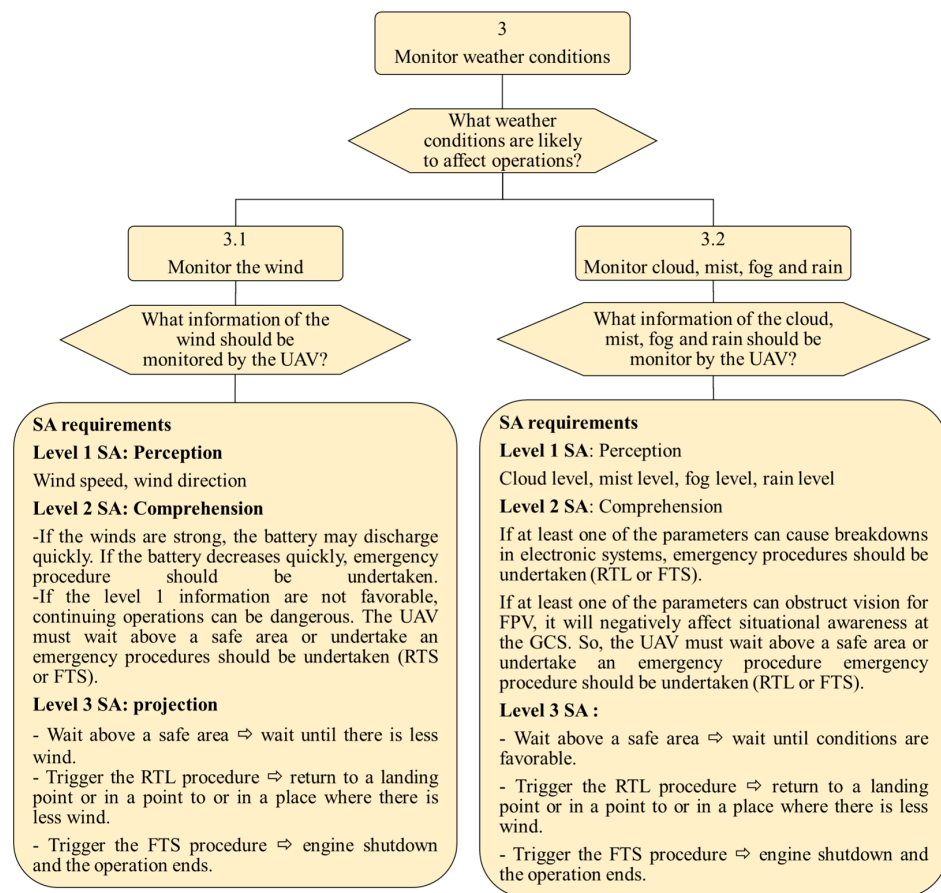 3
Monitor weather conditions
What weather
conditions are likely
to affect operations?
3.1
Monitor the wind
What information of the
wind should be
monitored by the UAV?
SA requirements
Level 1 SA: Perception
Wind speed, wind direction
Level 2 SA: Comprehension
-If the winds are strong, the battery may discharge
quickly. If the battery decreases quickly, emergency
procedure should be undertaken.
-If the level 1 information are not favorable,
continuing operations can be dangerous. The UAV
must wait above a safe area or undertake an
emergency procedures should be undertaken (RTS
or FTS).
Level 3 SA: projection
- Wait above a safe area ⇨ wait until there is less
wind.
- Trigger the RTL procedure ⇨ return to a landing
point or in a point to or in a place where there is
less wind.
- Trigger the FTS procedure ⇨ engine shutdown
and the operation ends.
3.2
Monitor cloud, mist, fog and rain
What information of the cloud,
mist, fog and rain should be
monitor by the UAV?
SA requirements
Level 1 SA: Perception
Cloud level, mist level, fog level, rain level
Level 2 SA: Comprehension
If at least one of the parameters can cause breakdowns
in electronic systems, emergency procedures should be
undertaken (RTL or FTS).
If at least one of the parameters can obstruct vision for
FPV, it will negatively affect situational awareness at
the GCS. So, the UAV must wait above a safe area or
undertake an emergency procedure emergency
procedure should be undertaken (RTL or FTS).
Level 3 SA :
- Wait above a safe area ⇨ wait until conditions are
favorable.
- Trigger the RTL procedure ⇨ return to a landing
point or in a point to or in a place where there is less
wind.
- Trigger the FTS procedure ⇨ engine shutdown and
the operation ends.